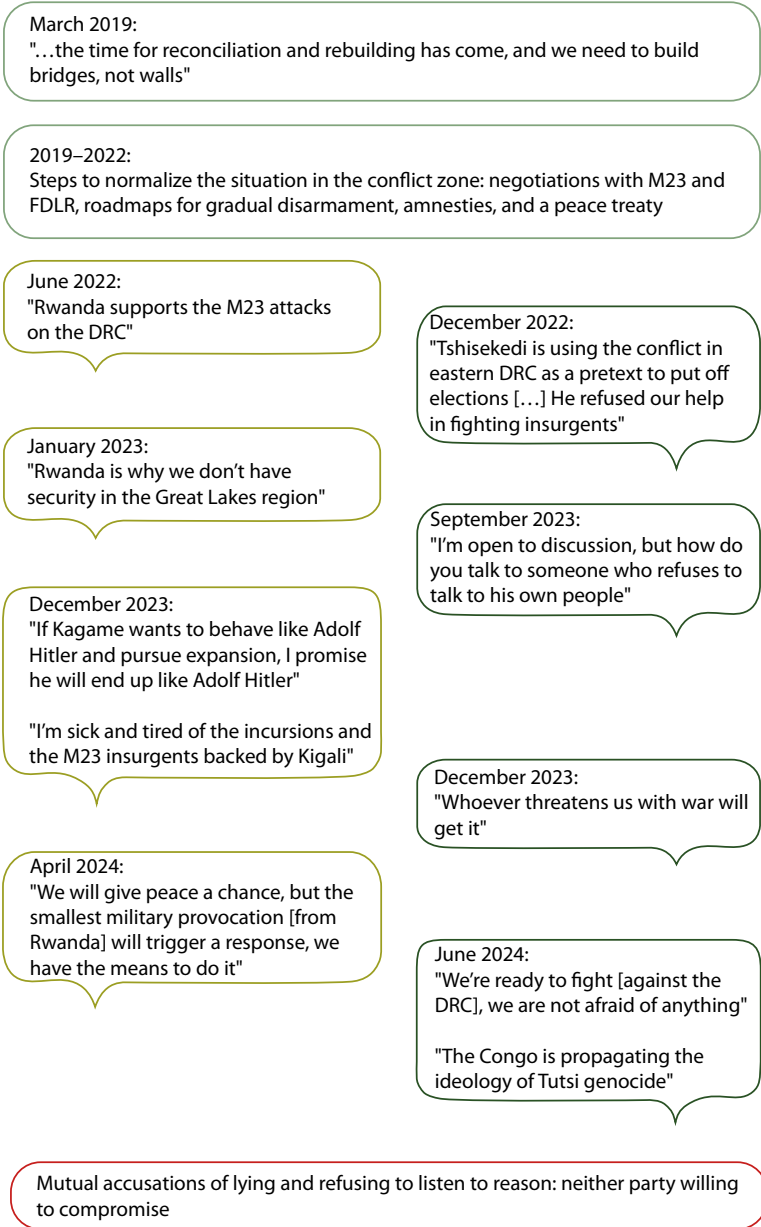 March 2019:
"…the time for reconciliation and rebuilding has come, and we need to build
bridges, not walls"
2019–2022:
Steps to normalize the situation in the conflict zone: negotiations with M23 and
FDLR, roadmaps for gradual disarmament, amnesties, and a peace treaty
June 2022:
"Rwanda supports the M23 attacks
on the DRC"
December 2022:
"Tshisekedi is using the conflict in
eastern DRC as a pretext to put off
elections […] He refused our help
in fighting insurgents"
January 2023:
"Rwanda is why we don’t have
security in the Great Lakes region"
September 2023:
"I’m open to discussion, but how do
you talk to someone who refuses to
talk to his own people"
December 2023:
"If Kagame wants to behave like Adolf
Hitler and pursue expansion, I promise
he will end up like Adolf Hitler"
"I’m sick and tired of the incursions and
the M23 insurgents backed by Kigali"
December 2023:
"Whoever threatens us with war will
get it"
April 2024:
"We will give peace a chance, but the
smallest military provocation [from
Rwanda] will trigger a response, we
have the means to do it"
June 2024:
"We’re ready to fight [against the
DRC], we are not afraid of anything"
"The Congo is propagating the
ideology of Tutsi genocide"
Mutual accusations of lying and refusing to listen to reason: neither party willing
to compromise